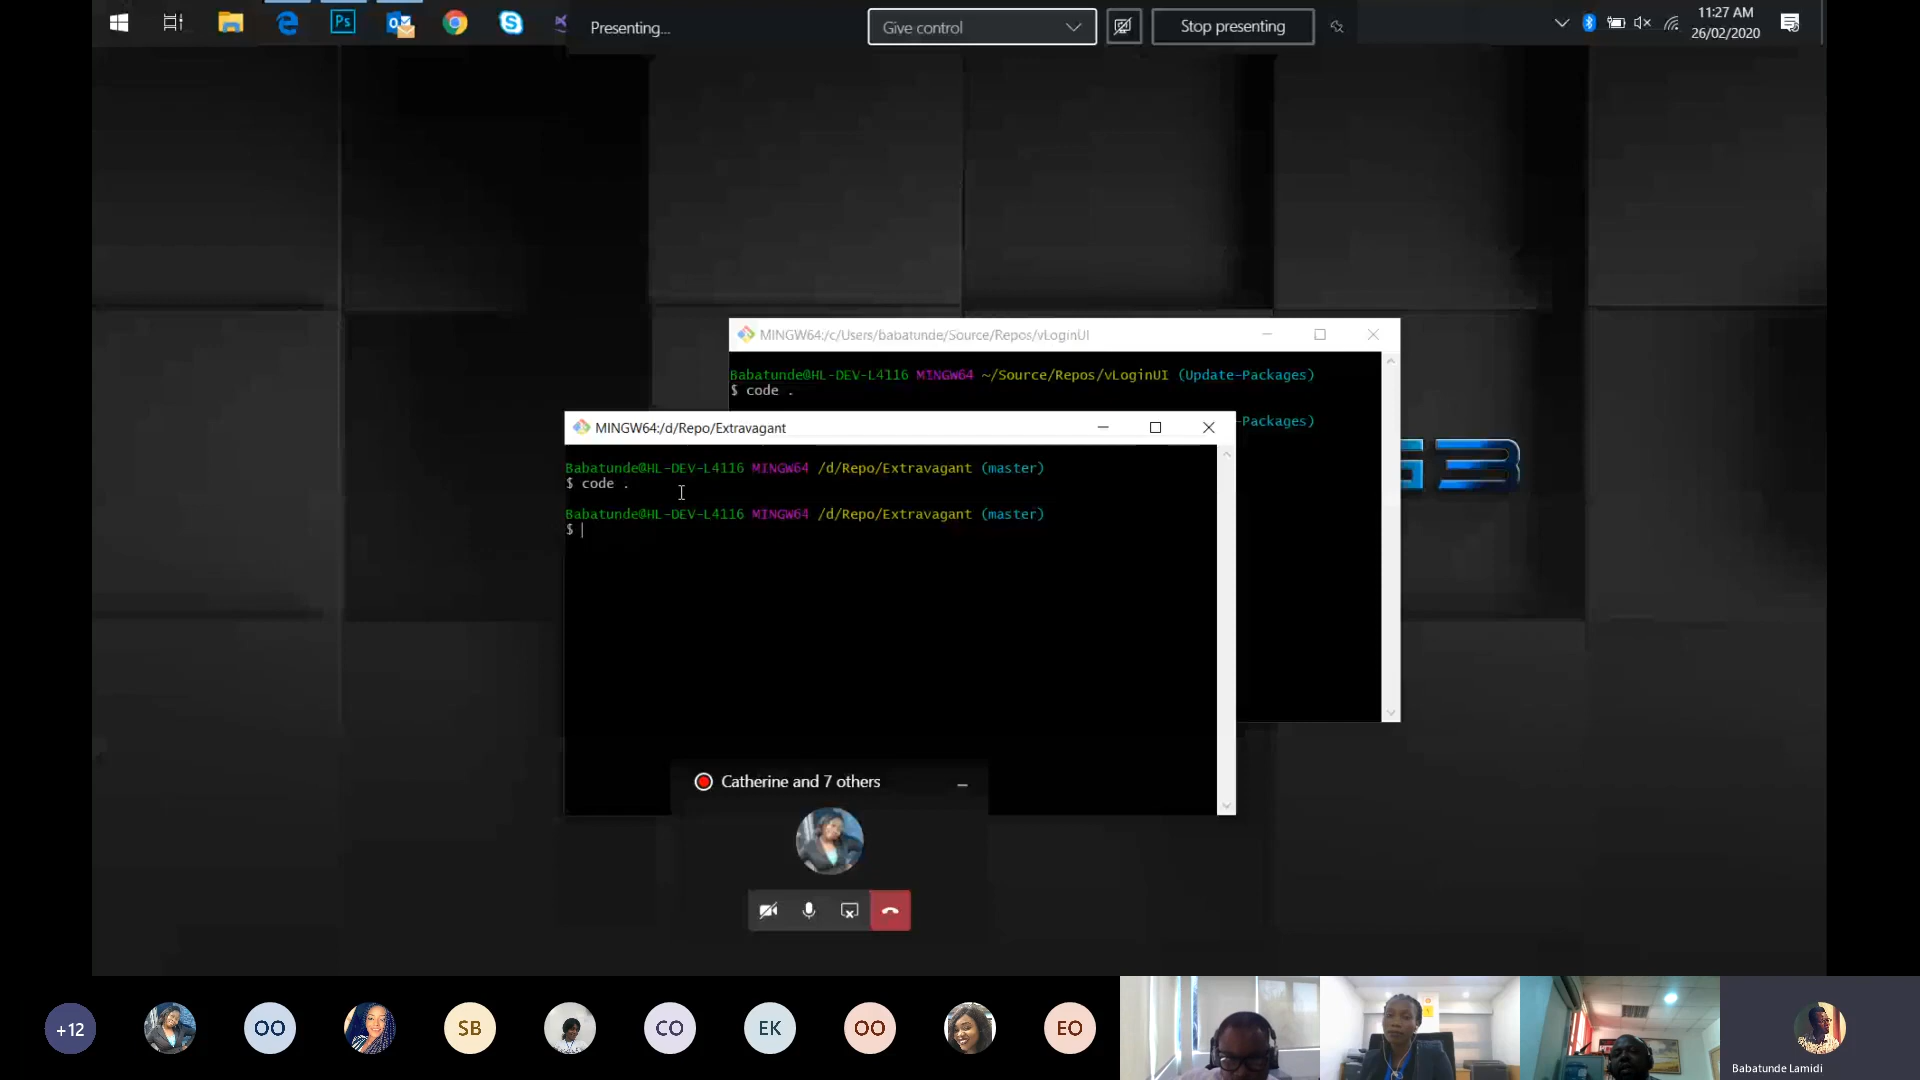 Presenting...
Give control
Stop presenting
11:27 AM
26/02/2020
Ps
MINGW64:/c/Users/babatunde/Source/Repos/vLoginUI
Babatunde@HL-DEV-L4116 MINGW64 ~/Source/Repos/vLoginUI (Update-Packages)
$ code .
-Packages)
MINGW64:/d/Repo/Extravagant
Babatunde@HL-DEV-L4116 MINGW64 /d/Repo/Extravagant (master)
$ code .
Babatunde@HL-DEV-L4116 MINGW64 /d/Repo/Extravagant (master)
$
G3
Catherine and 7 others
+12
OO
SB
CO
EK
OO
EO
Babatunde Lamidi